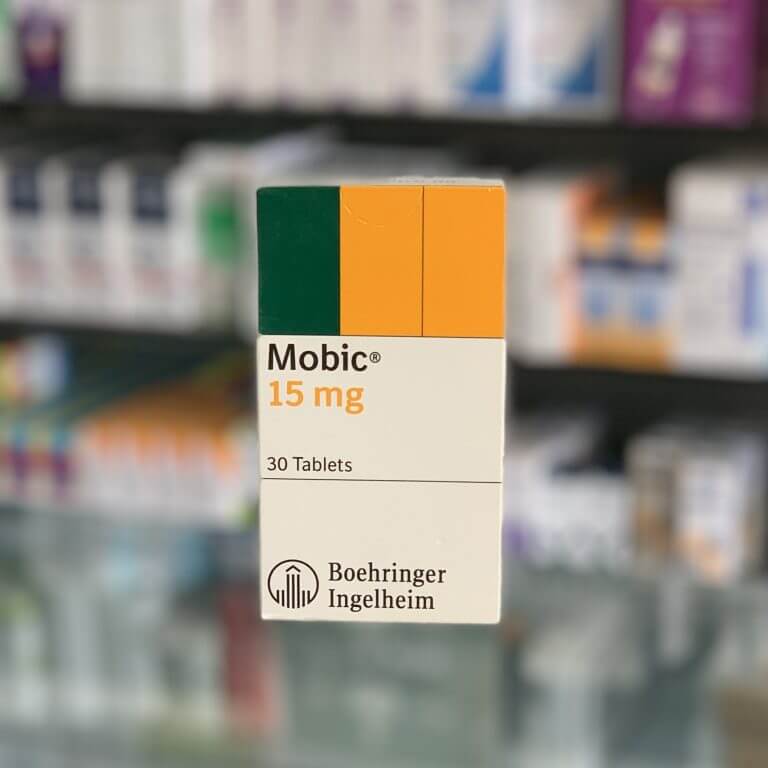 Mobic®
15 mg
30 Tablets
Boehringer
Ingelheim